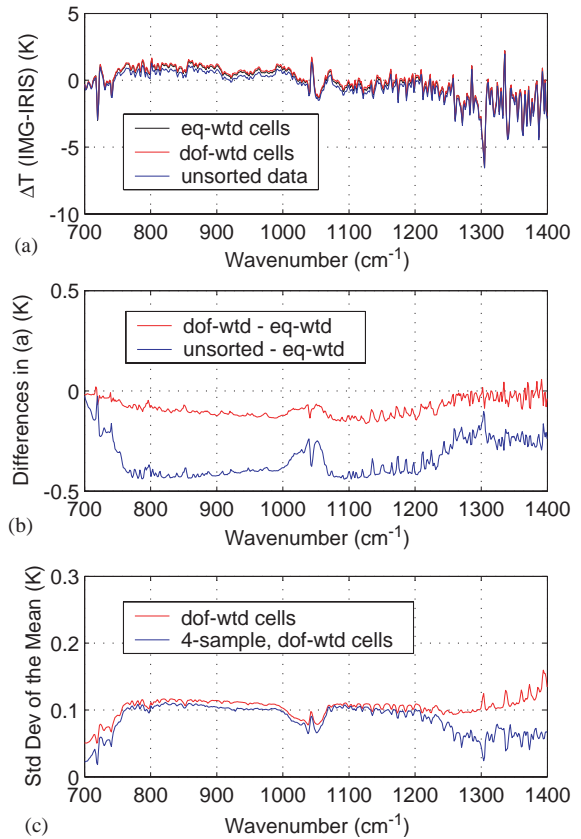 5
0
-5
-10
ΔT (IMG-IRIS) (K)
eq-wtd cells
dof-wtd cells
unsorted data
700 800 900 1000 1100 1200 1300 1400
Wavenumber (cm-1)
(a)
0.5
0
-0.5
Differences in (a) (K)
dof-wtd - eq-wtd
unsorted - eq-wtd
700 800 900 1000 1100 1200 1300 1400
Wavenumber (cm-1)
(b)
0.3
0.2
0.1
0
Std Dev of the Mean (K)
dof-wtd cells
4-sample, dof-wtd cells
700 800 900 1000 1100 1200 1300 1400
Wavenumber (cm-1)
(c)